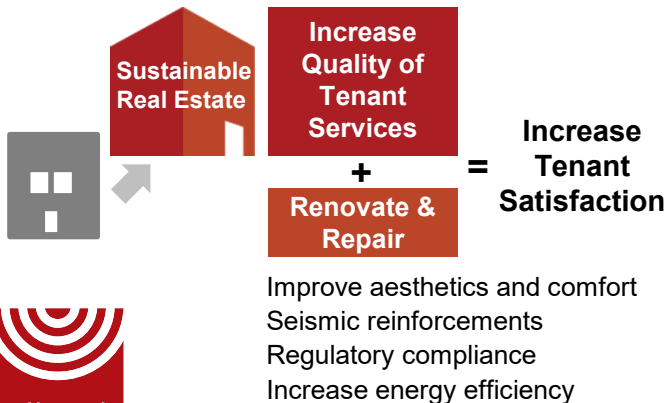 Sustainable
Real Estate
Increase
Quality of
Tenant
Services
+
Renovate &
Repair
=
Increase
Tenant
Satisfaction
Improve aesthetics and comfort
Seismic reinforcements
Regulatory compliance
Increase energy efficiency